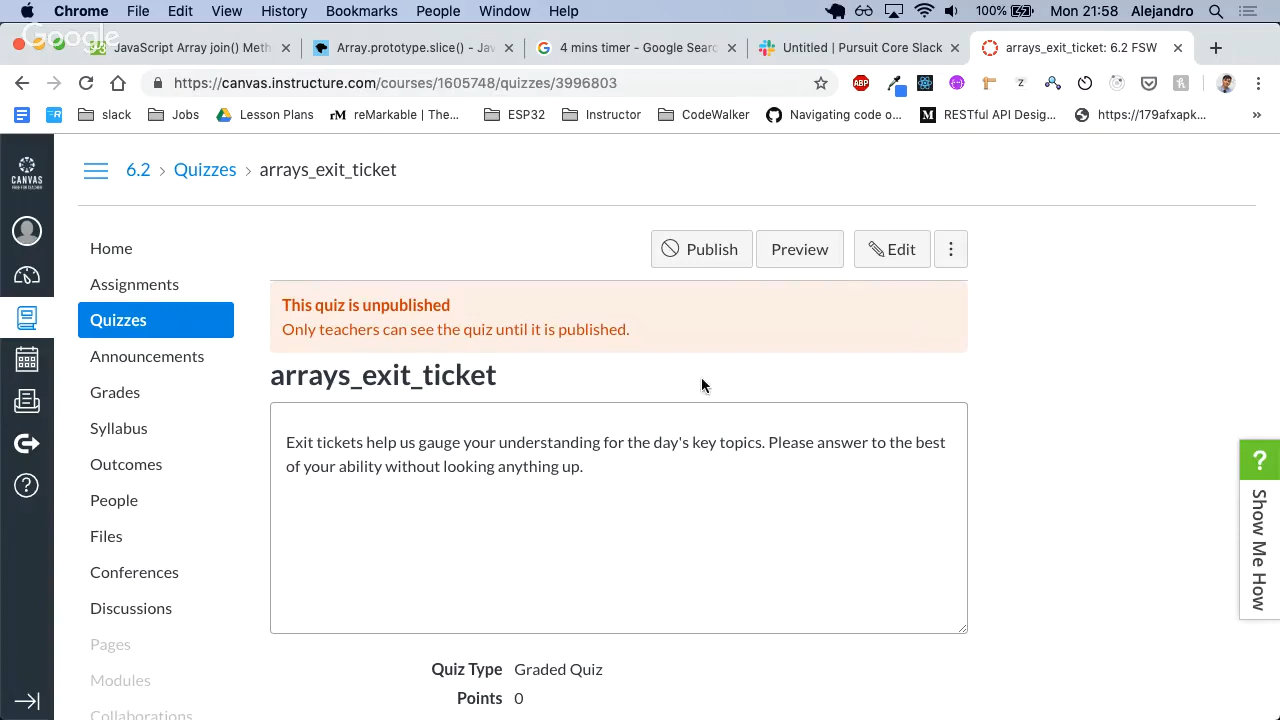 Chrome File Edit View History Bookmarks People Window Help 100% Mon 21:58 Alejandro
Google
JavaScript Array join() Meth Array.prototype.slice() - Jav 4 mins timer - Google Searc Untitled | Pursuit Core Slack arrays_exit_ticket: 6.2 FSW
https://canvas.instructure.com/courses/1605748/quizzes/3996803 ABP
slack Jobs Lesson Plans rM reMarkable | The... ESP32 Instructor CodeWalker Navigating code o... RESTful API Desig... https://179afxapk... »
CANVAS
6.2 > Quizzes > arrays_exit_ticket
Home
Assignments
Quizzes
Announcements
Grades
Syllabus
Outcomes
People
Files
Conferences
Discussions
Pages
Modules
Collaborations
Publish Preview Edit
This quiz is unpublished
Only teachers can see the quiz until it is published.
arrays_exit_ticket
Exit tickets help us gauge your understanding for the day's key topics. Please answer to the best
of your ability without looking anything up.
Quiz Type Graded Quiz
Points 0
? Show Me How